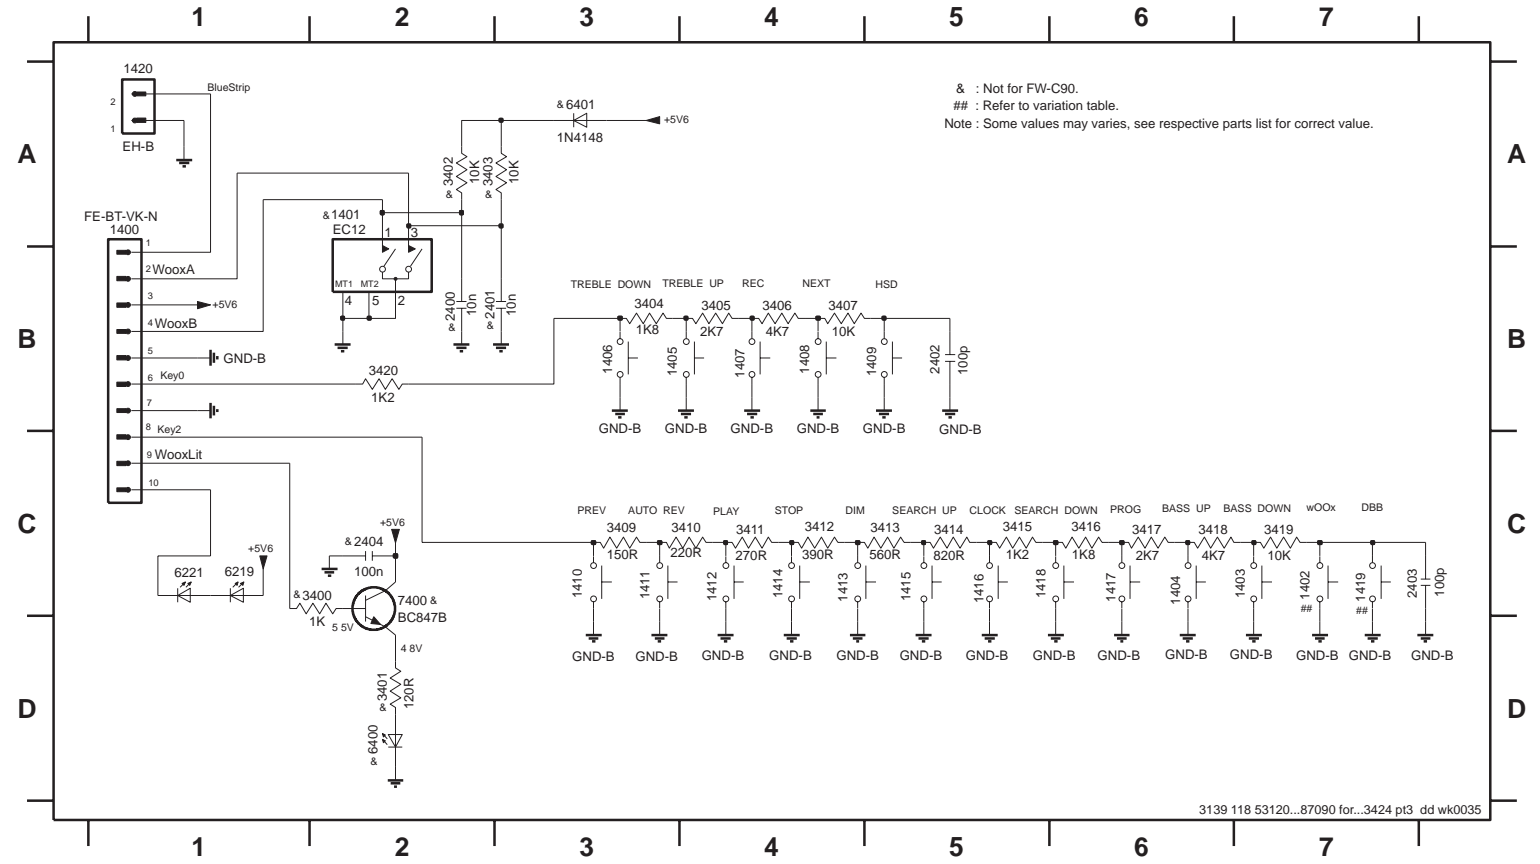 1 2 3 4 5 6 7
A A
B B
C C
D D
1420
2
1
BlueStrip
EH-B
& : Not for FW-C90.
## : Refer to variation table.
Note : Some values may varies, see respective parts list for correct value.
& 6401
+5V6
1N4148
& 3402
10K
& 3403
10K
FE-BT-VK-N
1400
1
2 WooxA
3
+5V6
4 WooxB
5
GND-B
6 Key0
7
8 Key2
9 WooxLit
10
& 1401
EC12
1 3
MT1 MT2
4 5 2
& 2400
10n
& 2401
10n
3420
1K2
TREBLE DOWN TREBLE UP REC NEXT HSD
3404 3405 3406 3407
1K8 2K7 4K7 10K
1406 1405 1407 1408 1409 2402 100p
GND-B GND-B GND-B GND-B GND-B GND-B
PREV AUTO REV PLAY STOP DIM SEARCH UP CLOCK SEARCH DOWN PROG BASS UP BASS DOWN wOOx DBB
3409 3410 3411 3412 3413 3414 3415 3416 3417 3418 3419
150R 220R 270R 390R 560R 820R 1K2 1K8 2K7 4K7 10K
1410 1411 1412 1414 1413 1415 1416 1418 1417 1404 1403 1402 1419 2403 100p
## ##
GND-B GND-B GND-B GND-B GND-B GND-B GND-B GND-B GND-B GND-B GND-B GND-B GND-B GND-B
+5V6
& 2404
100n
+5V6
6221 6219
& 3400
1K
5 5V
7400 &
BC847B
4 8V
& 3401
120R
& 6400
3139 118 53120...87090 for...3424 pt3 dd wk0035
1 2 3 4 5 6 7